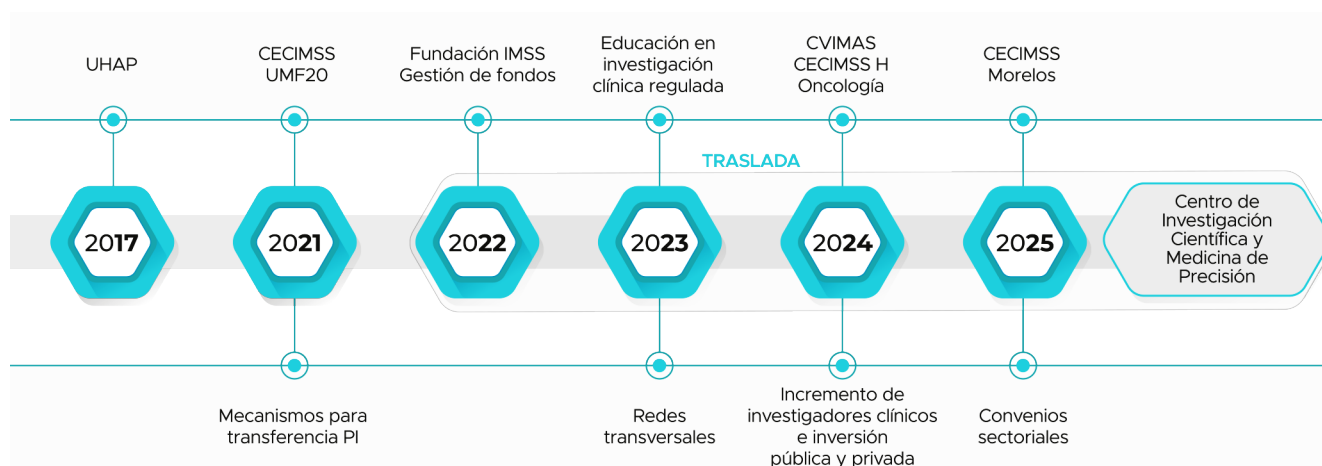 UHAP
CECIMSS
UMF20
Fundación IMSS
Gestión de fondos
Educación en
investigación
clínica regulada
CVIMAS
CECIMSS H
Oncología
CECIMSS
Morelos
TRASLADA
2017
2021
2022
2023
2024
2025
Centro de
Investigación
Científica y
Medicina de
Precisión
Mecanismos para
transferencia PI
Redes
transversales
Incremento de
investigadores clínicos
e inversión
pública y privada
Convenios
sectoriales